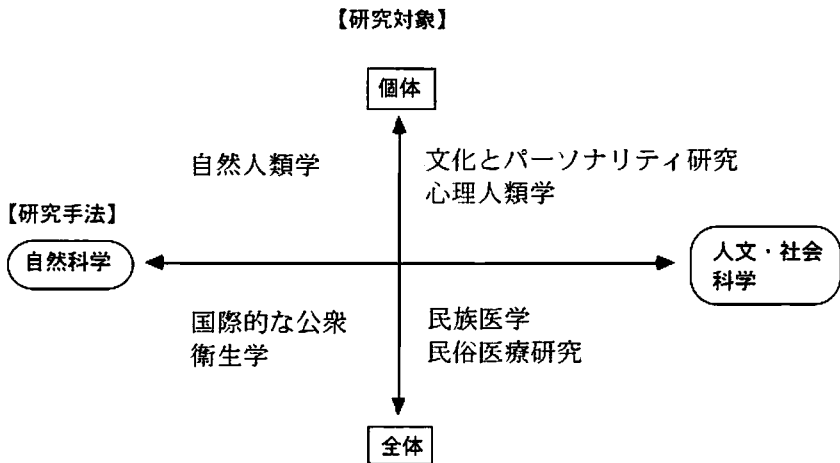 【研究対象】
個体
自然人類学
文化とパーソナリティ研究
心理人類学
【研究手法】
自然科学
人文・社会
科学
国際的な公衆
衛生学
民族医学
民俗医療研究
全体